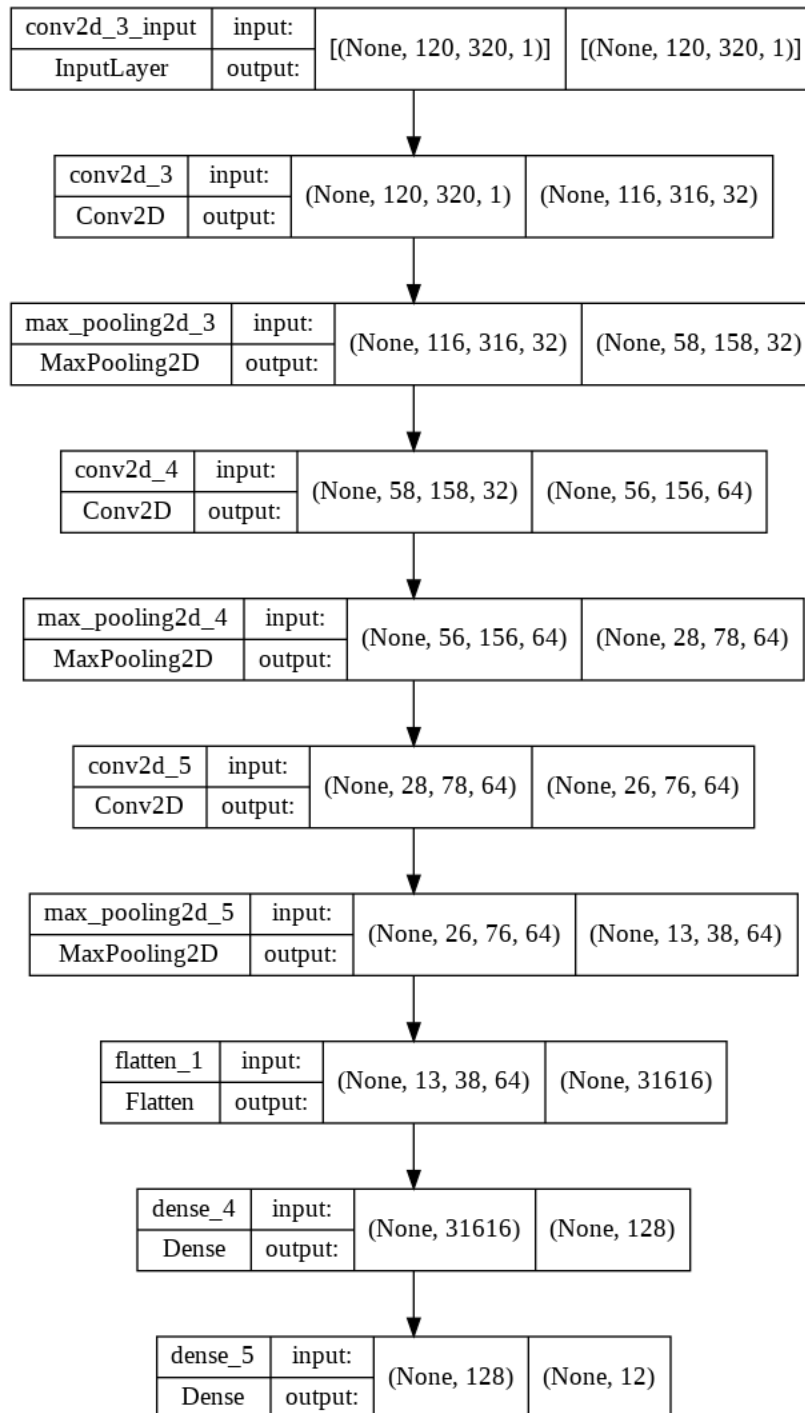 conv2d_3_input input: [(None, 120, 320, 1)] [(None, 120, 320, 1)]
InputLayer output:
conv2d_3 input: (None, 120, 320, 1) (None, 116, 316, 32)
Conv2D output:
max_pooling2d_3 input: (None, 116, 316, 32) (None, 58, 158, 32)
MaxPooling2D output:
conv2d_4 input: (None, 58, 158, 32) (None, 56, 156, 64)
Conv2D output:
max_pooling2d_4 input: (None, 56, 156, 64) (None, 28, 78, 64)
MaxPooling2D output:
conv2d_5 input: (None, 28, 78, 64) (None, 26, 76, 64)
Conv2D output:
max_pooling2d_5 input: (None, 26, 76, 64) (None, 13, 38, 64)
MaxPooling2D output:
flatten_1 input: (None, 13, 38, 64) (None, 31616)
Flatten output:
dense_4 input: (None, 31616) (None, 128)
Dense output:
dense_5 input: (None, 128) (None, 12)
Dense output: